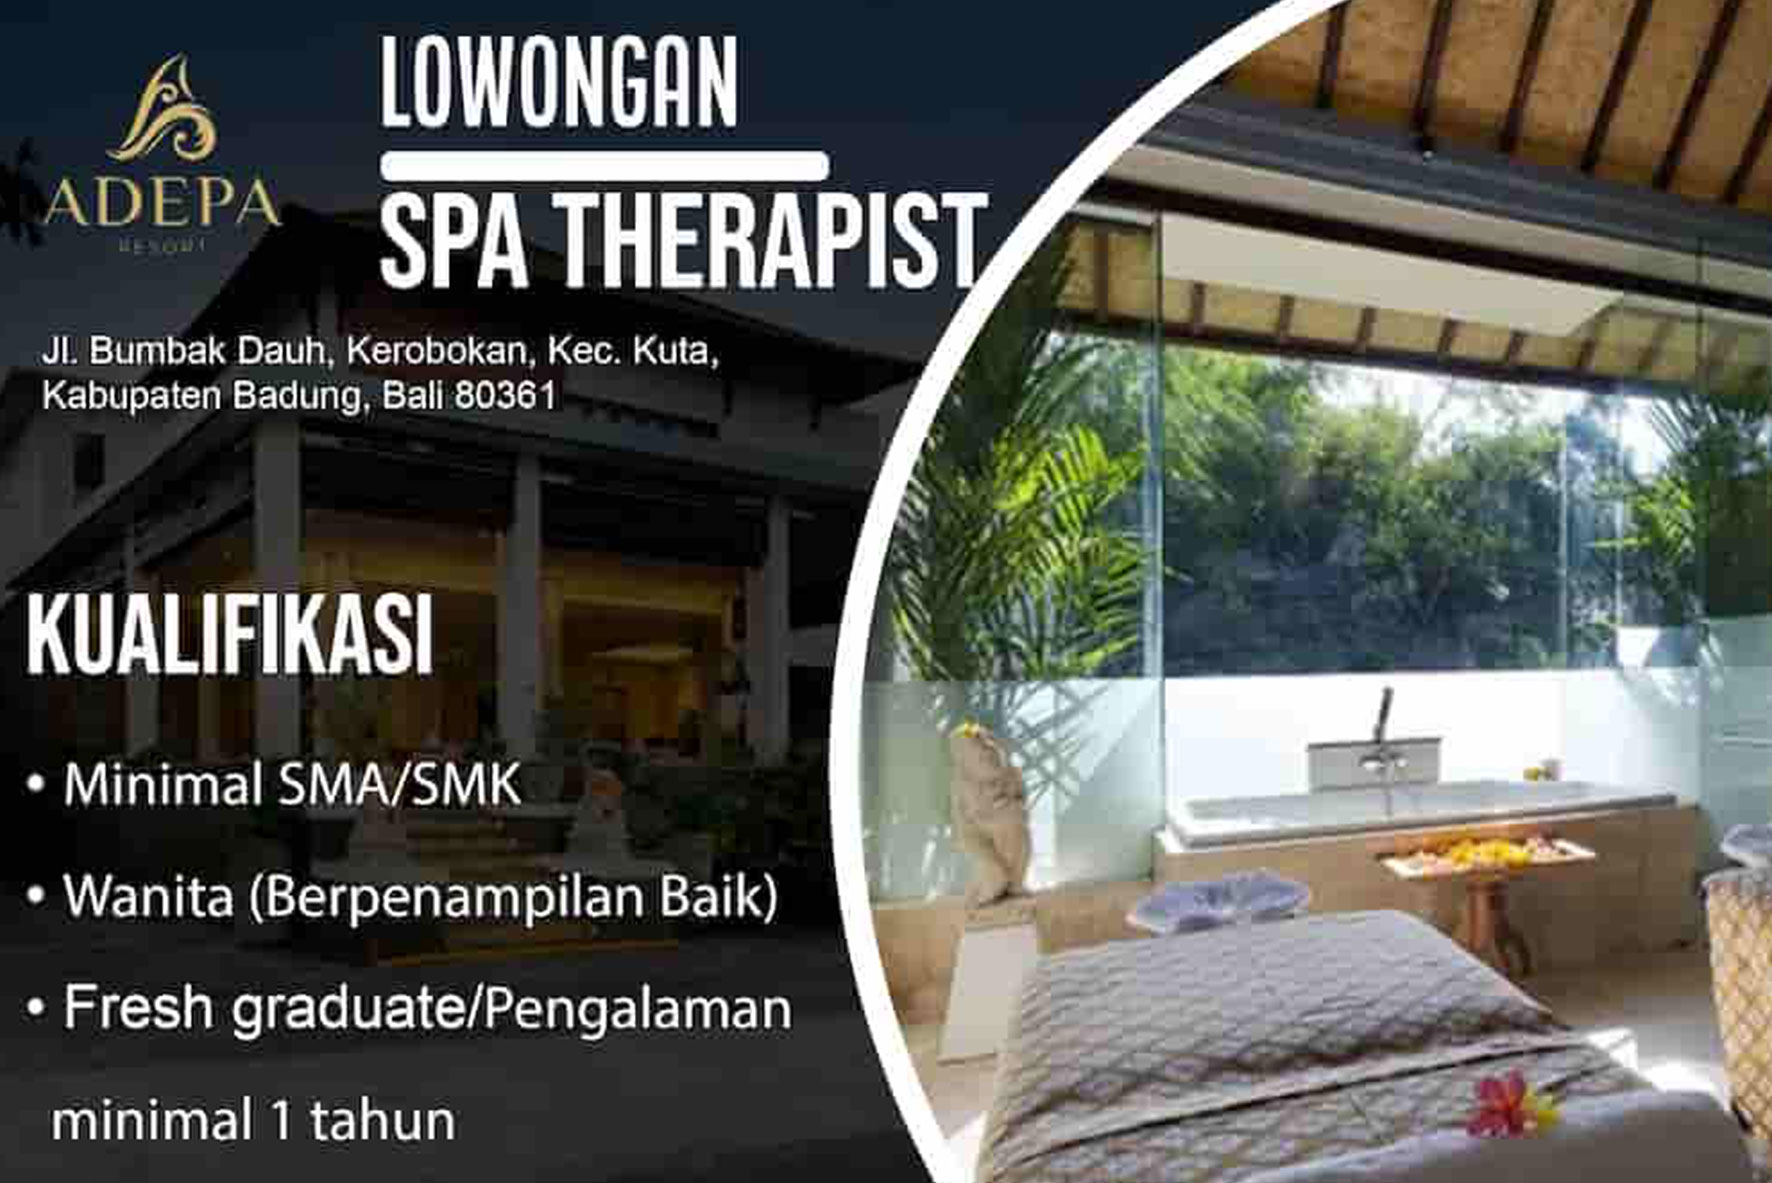 ADEPA
RESORT
LOWONGAN
SPA THERAPIST
Jl. Bumbak Dauh, Kerobokan, Kec. Kuta,
Kabupaten Badung, Bali 80361
KUALIFIKASI
• Minimal SMA/SMK
• Wanita (Berpenampilan Baik)
• Fresh graduate/Pengalaman
minimal 1 tahun